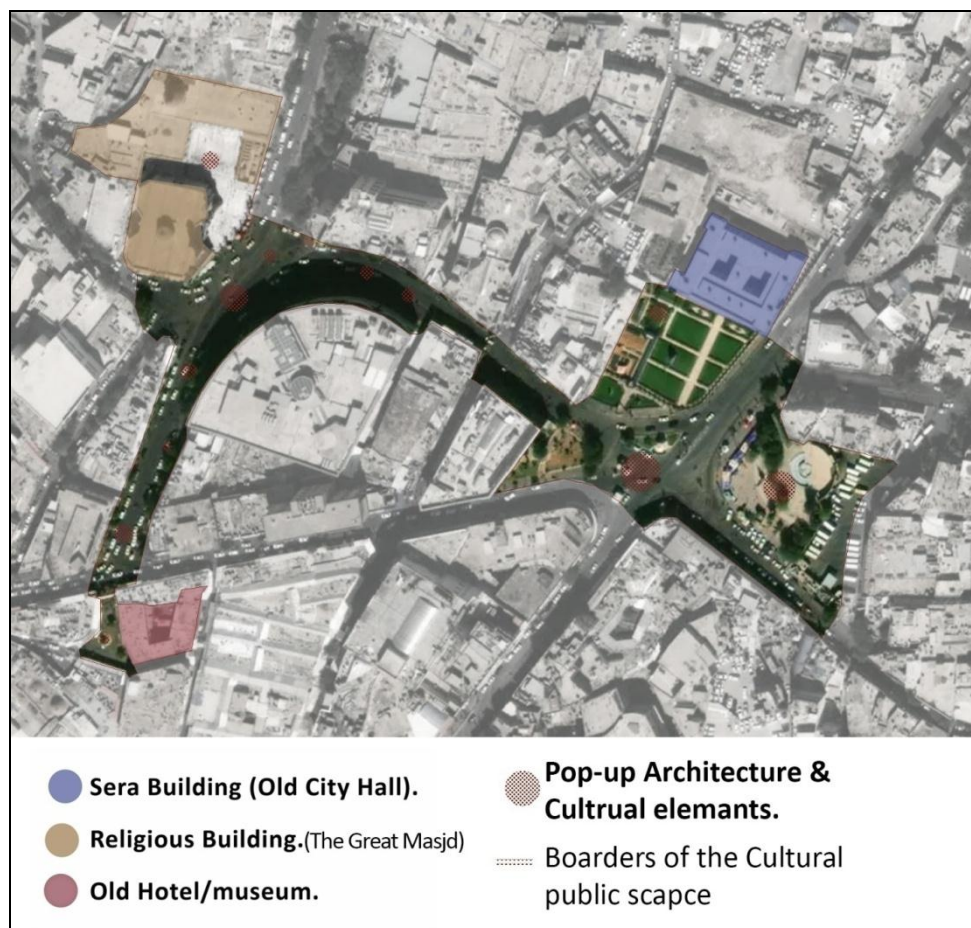 Sera Building (Old City Hall).
Religious Building.(The Great Masjd)
Old Hotel/museum.
Pop-up Architecture &
Cultrual elemants.
Boarders of the Cultural
public scapce